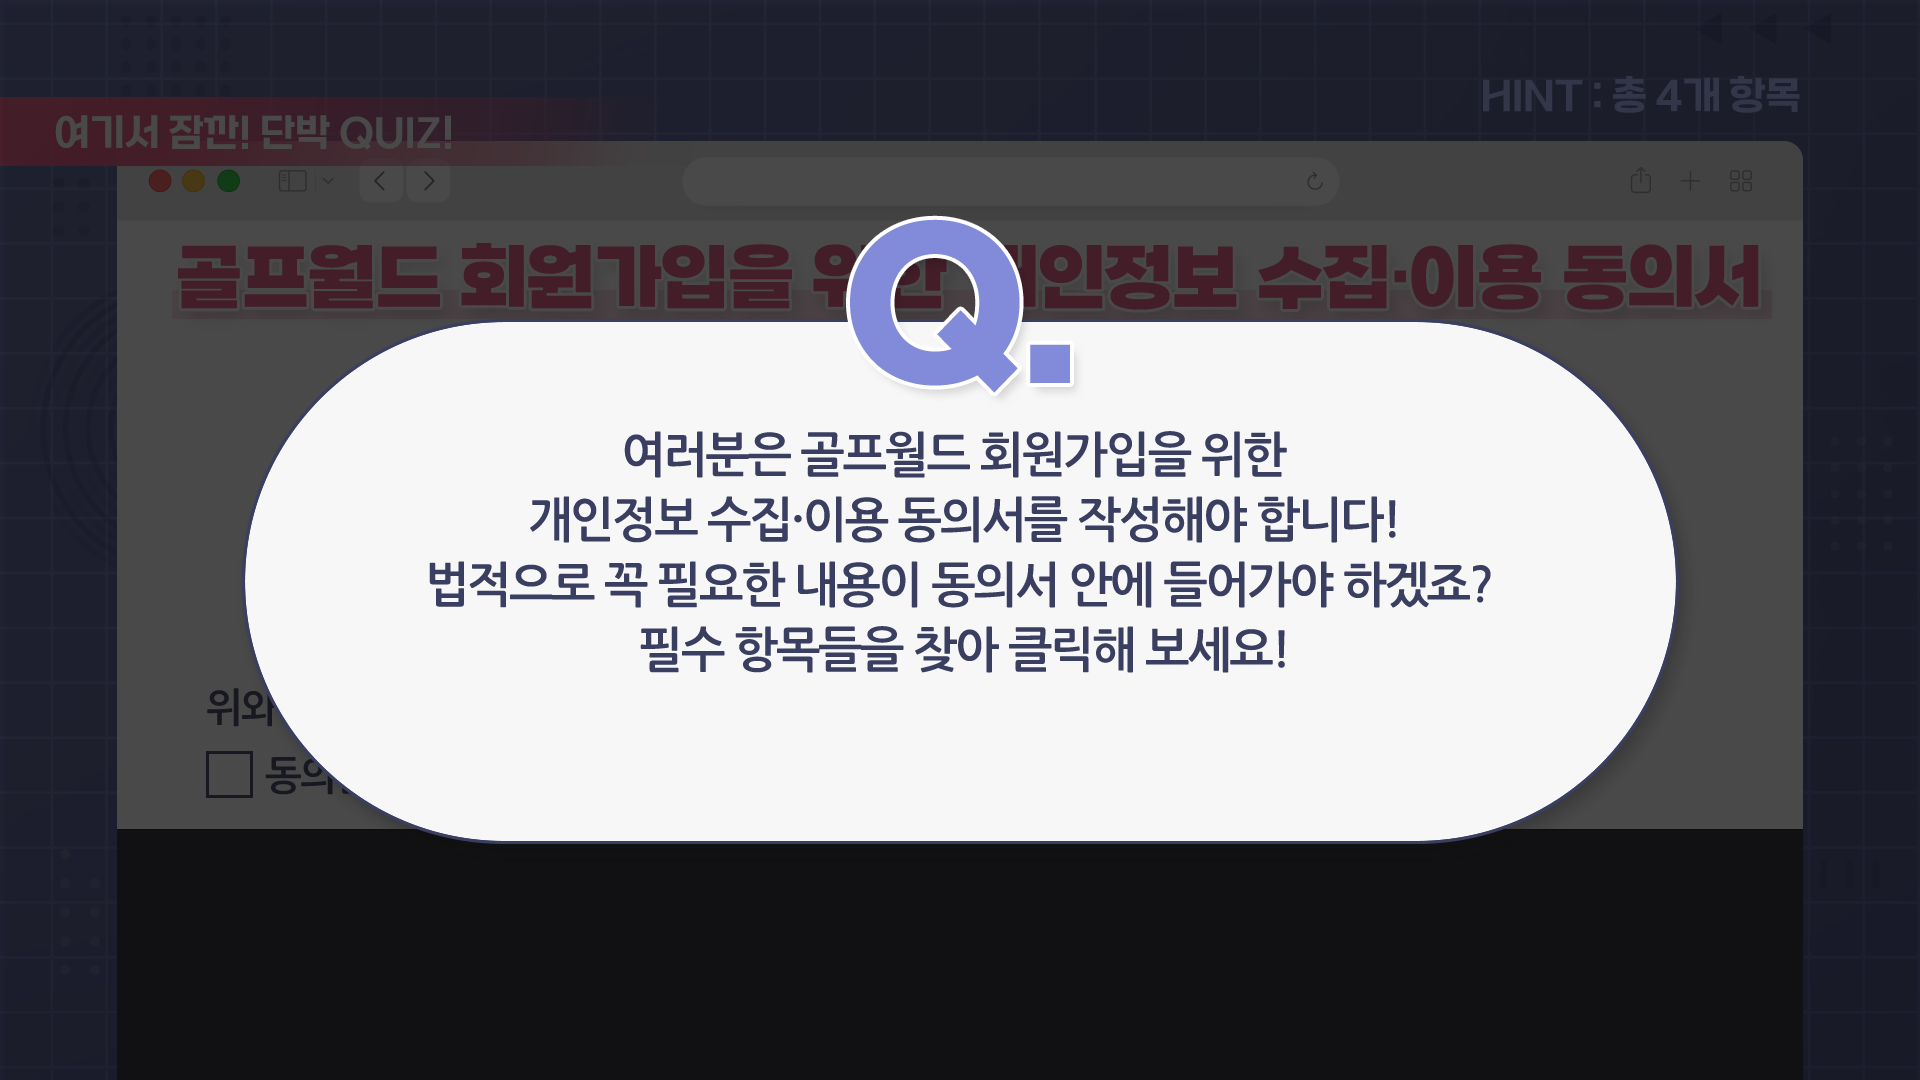 HINT : 총 4개 항목
여기서 잠깐! 단박 QUIZ!
골프월드 회원가입을 위한 개인정보 수집·이용 동의서
Q.
여러분은 골프월드 회원가입을 위한
개인정보 수집·이용 동의서를 작성해야 합니다!
법적으로 꼭 필요한 내용이 동의서 안에 들어가야 하겠죠?
필수 항목들을 찾아 클릭해 보세요!
위와